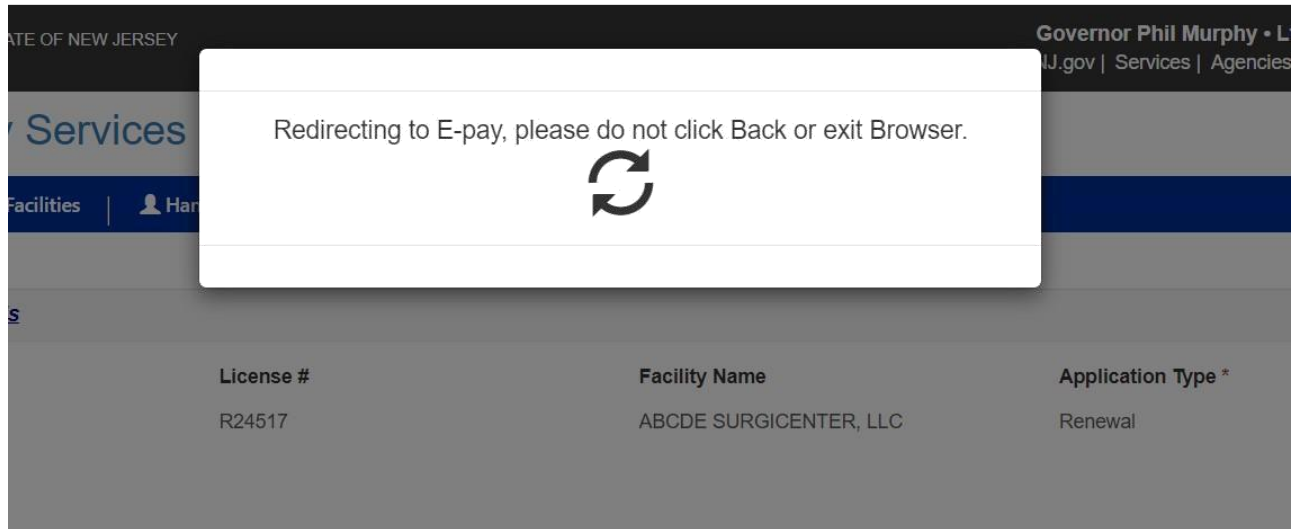 ATE OF NEW JERSEY
Governor Phil Murphy • L
NJ.gov | Services | Agencies
Services
Redirecting to E-pay, please do not click Back or exit Browser.
Facilities | Har
s
License # Facility Name Application Type *
R24517 ABCDE SURGICENTER, LLC Renewal